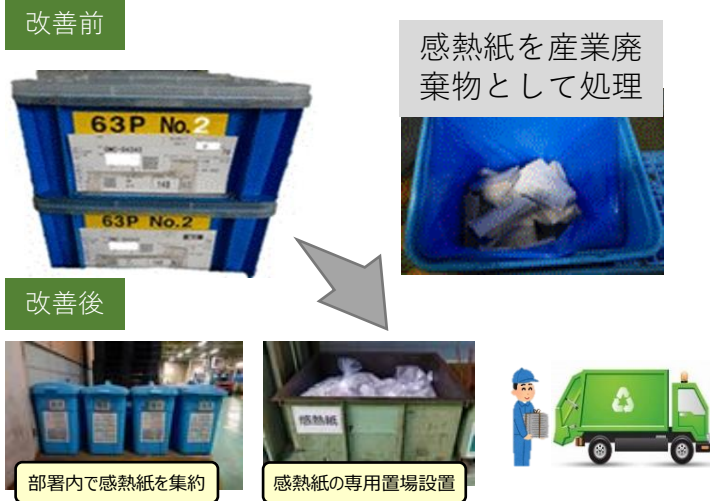 改善前
感熱紙を産業廃
棄物として処理
63P No.2
63P No.2
改善後
感熱紙
部署内で感熱紙を集約
感熱紙の専用置場設置